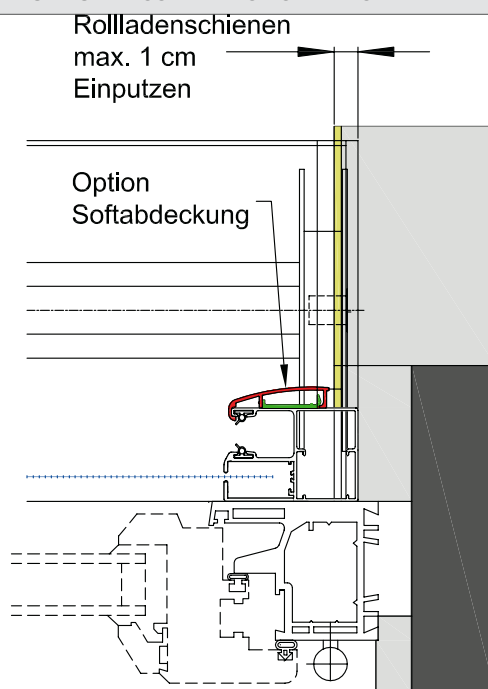 Rollladenschienen
max. 1 cm
Einputzen
Option
Softabdeckung